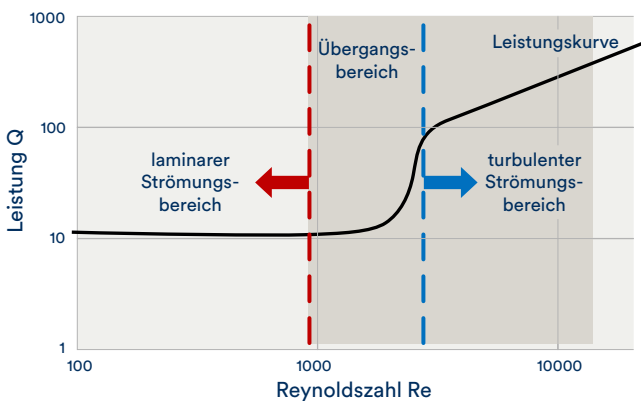 1000
100
10
1
Leistung Q
Übergangs-
bereich
Leistungskurve
laminarer
Strömungs-
bereich
turbulenter
Strömungs-
bereich
100
1000
10000
Reynoldszahl Re